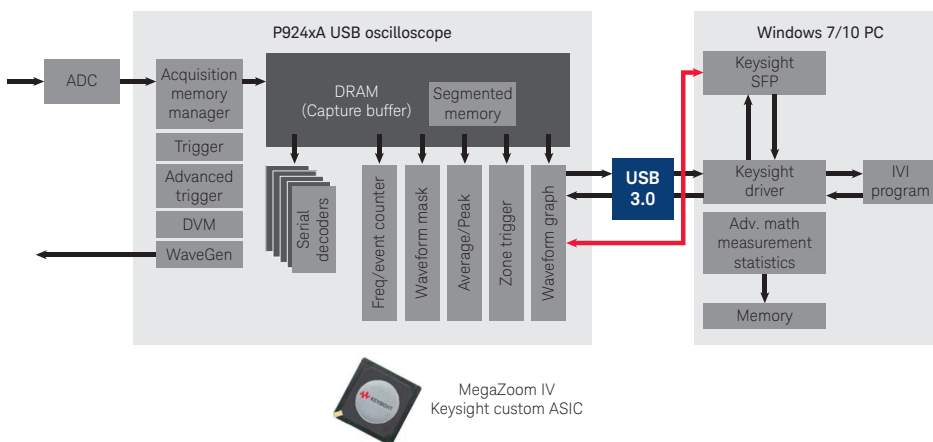 P924xA USB oscilloscope
Windows 7/10 PC
ADC
Acquisition
memory
manager
Trigger
Advanced
trigger
DVM
WaveGen
DRAM
(Capture buffer)
Segmented
memory
Serial
decoders
Freq/event counter
Waveform mask
Average/Peak
Zone trigger
Waveform graph
USB
3.0
Keysight
SFP
Keysight
driver
IVI
program
Adv. math
measurement
statistics
Memory
KEYSIGHT
MegaZoom IV
Keysight custom ASIC